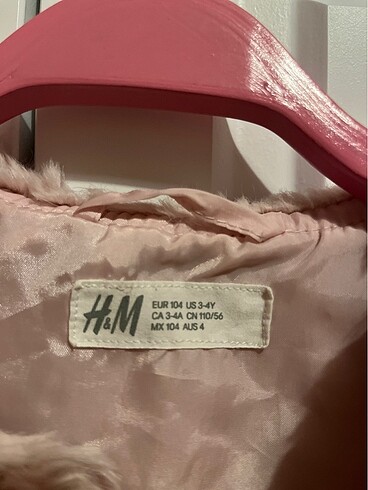 H&M
EUR 104 US 3-4Y
CA 3-4A CN 110/56
MX 104 AUS 4